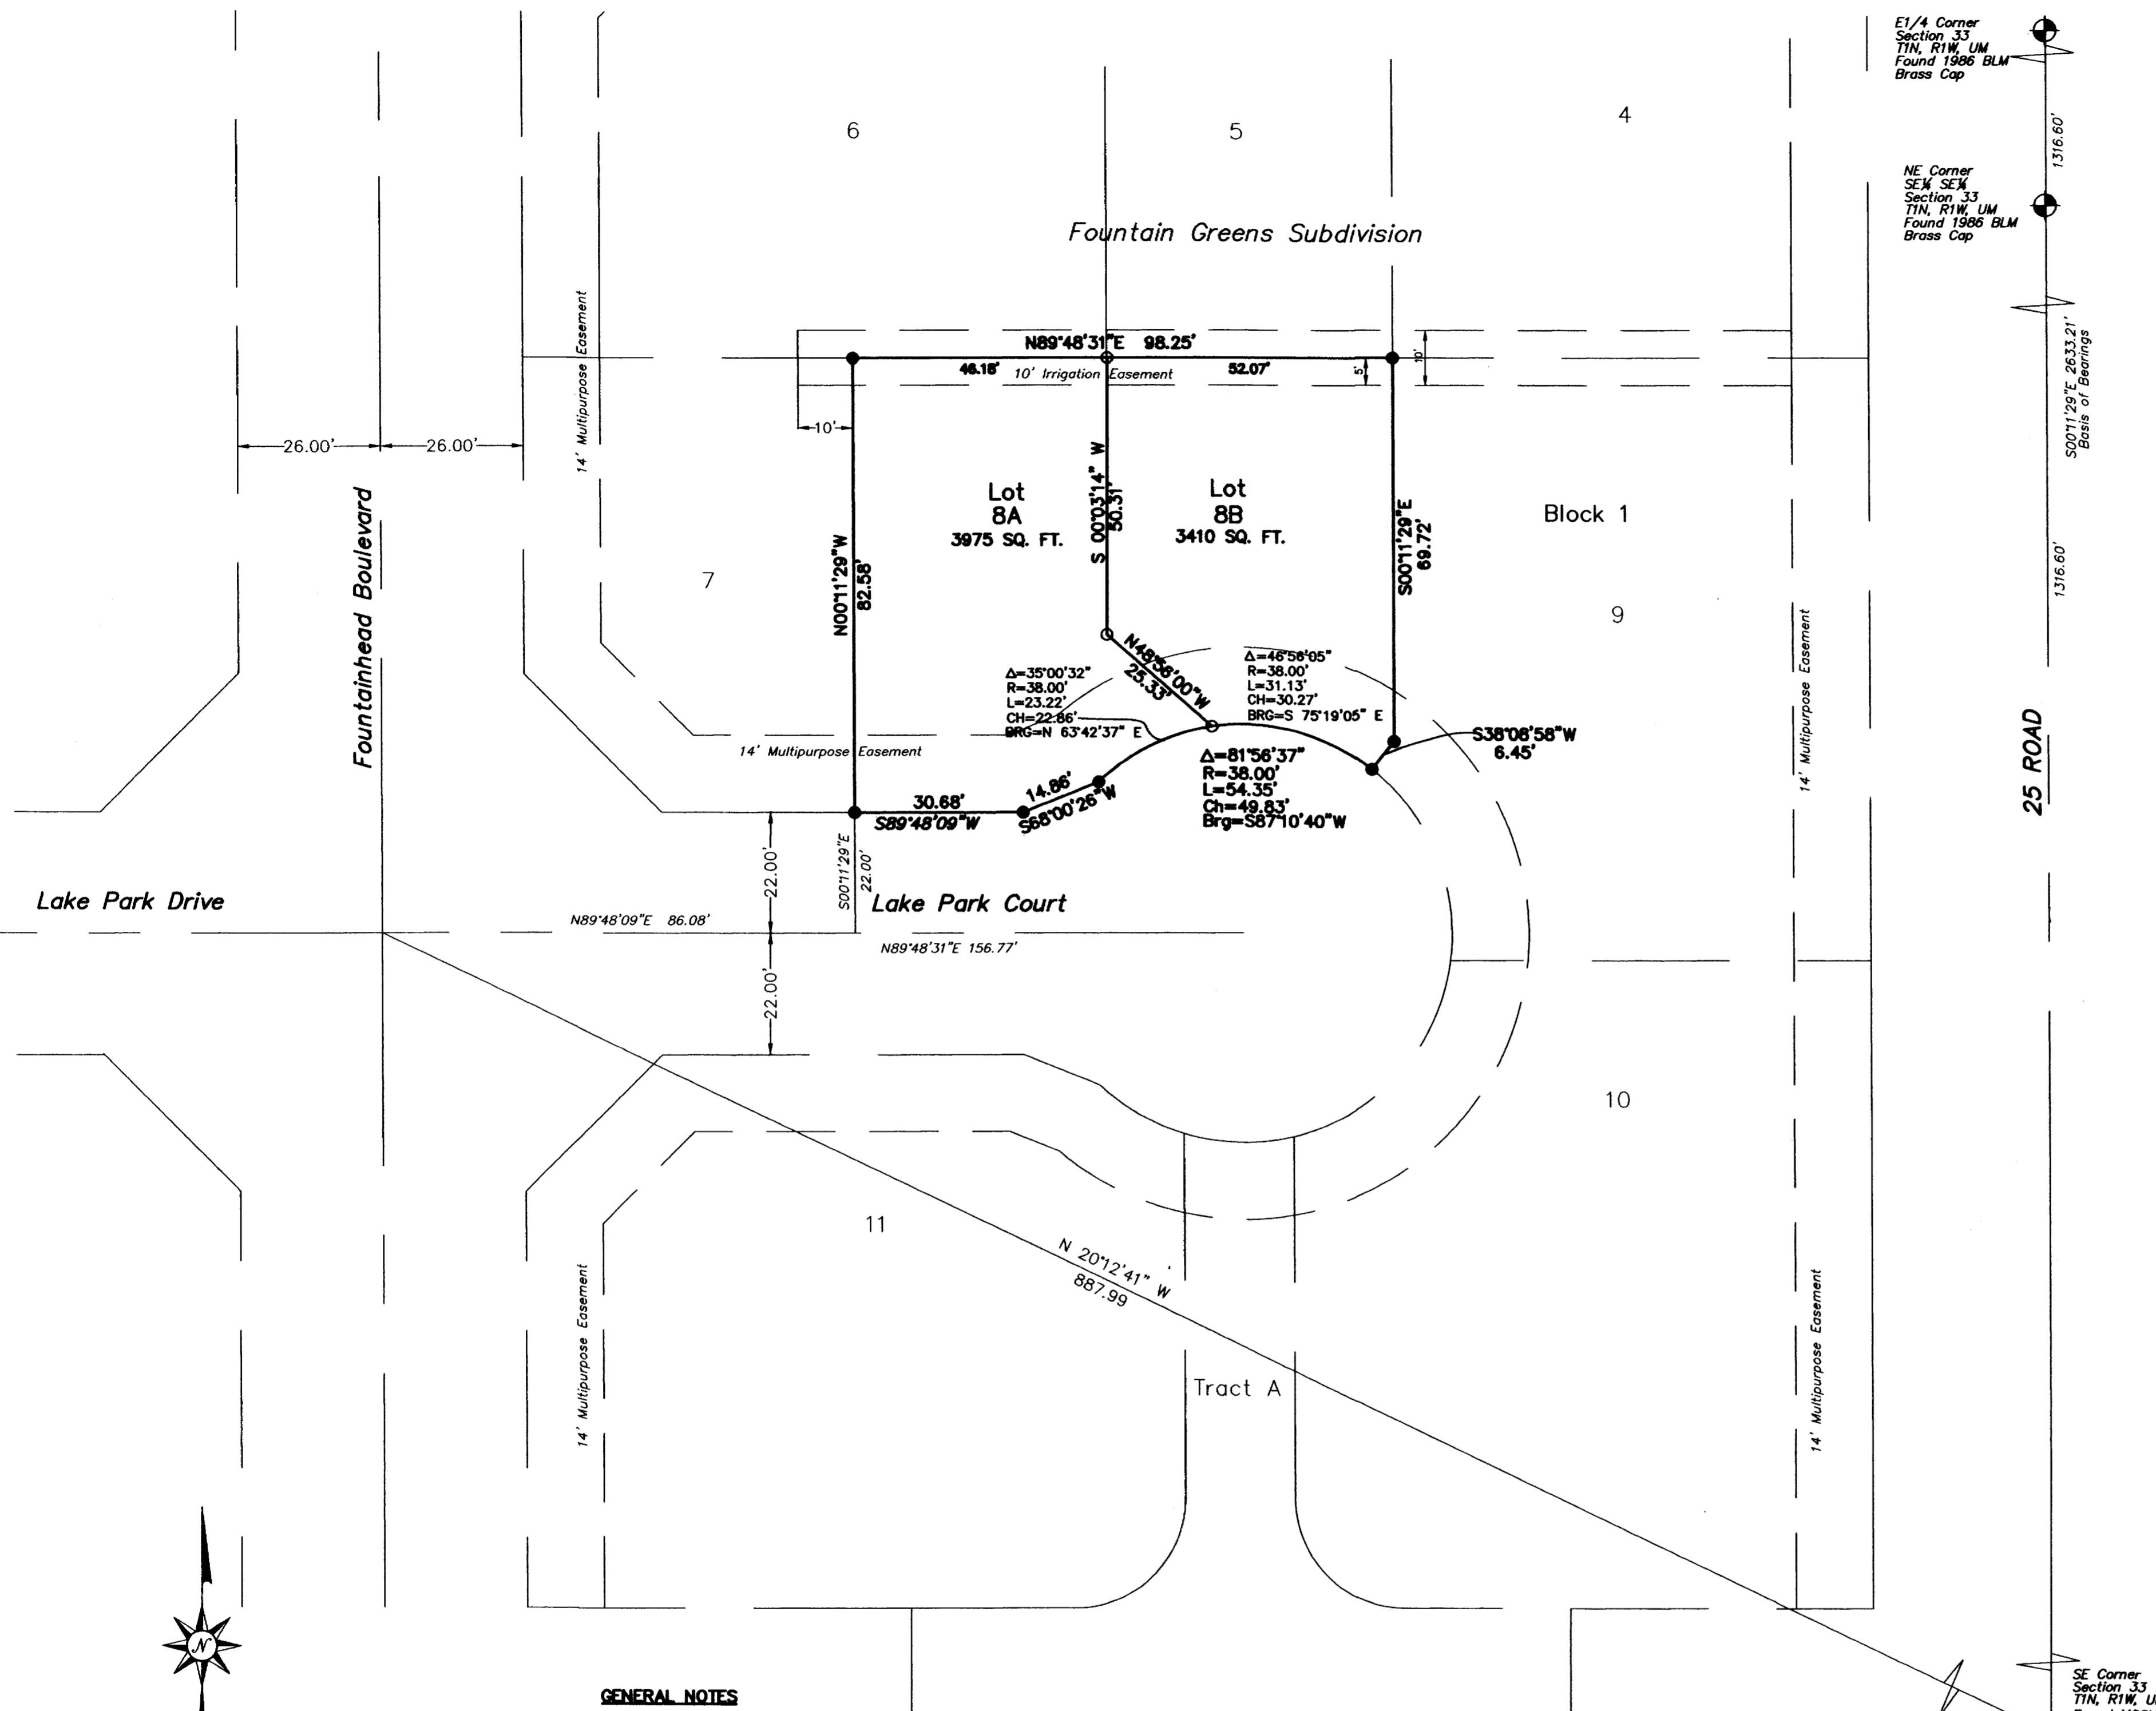 E1/4 Corner
Section 33
T1N, R1W, UM
Found 1986 BLM
Brass Cap
1316.60'
6
5
4
NE Corner
SE¼ SE¼
Section 33
T1N, R1W, UM
Found 1986 BLM
Brass Cap
Fountain Greens Subdivision
S00°11'29"E 2633.21'
Basis of Bearings
14' Multipurpose Easement
N89°48'31"E 98.25'
46.18'
10' Irrigation Easement
52.07'
5'
10'
10'
26.00'
26.00'
Fountainhead Boulevard
Lot
8A
3975 SQ. FT.
S 00°03'14" W
50.31'
Lot
8B
3410 SQ. FT.
Block 1
S00°11'29"E
69.72'
N00°11'29"W
82.58'
7
9
1316.60'
14' Multipurpose Easement
25 ROAD
N48°56'00"W
25.33'
Δ=35°00'32"
R=38.00'
L=23.22'
CH=22.86'
BRG=N 63°42'37" E
Δ=46°56'05"
R=38.00'
L=31.13'
CH=30.27'
BRG=S 75°19'05" E
S38°08'58"W
6.45'
14' Multipurpose Easement
Δ=81°56'37"
R=38.00'
L=54.35'
Ch=49.83'
Brg=S87°10'40"W
30.68'
S89°48'09"W
14.86'
S68°00'26"W
S00°11'29"E
22.00'
22.00'
Lake Park Drive
Lake Park Court
N89°48'09"E 86.08'
N89°48'31"E 156.77'
22.00'
10
11
N 20°12'41" W
887.99
14' Multipurpose Easement
Tract A
14' Multipurpose Easement
N
GENERAL NOTES
SE Corner
Section 33
T1N, R1W, U